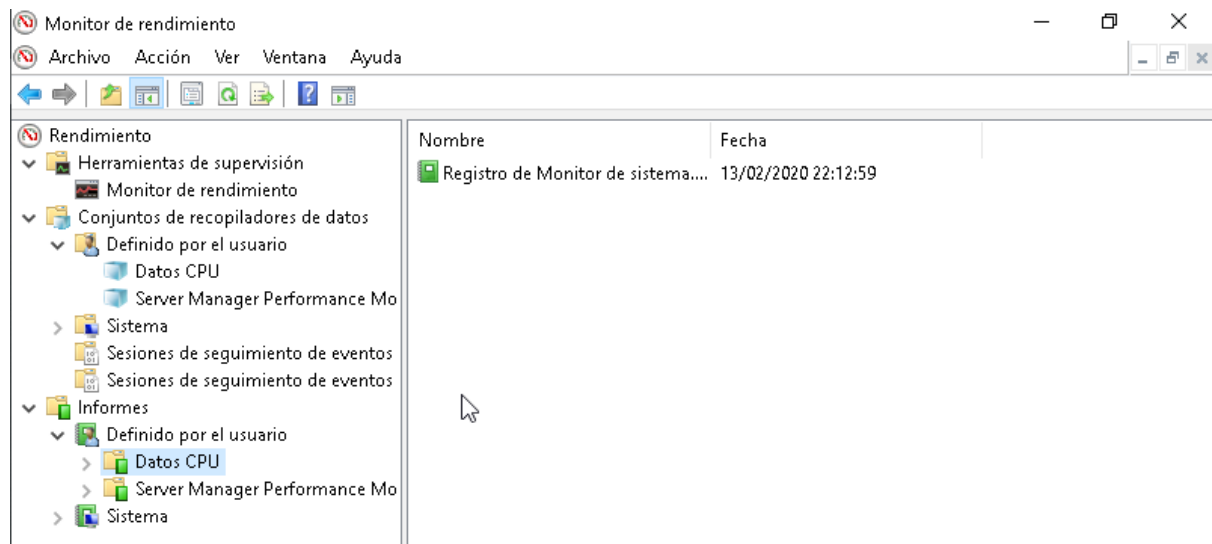 Monitor de rendimiento
Archivo Acción Ver Ventana Ayuda
Rendimiento
Herramientas de supervisión
Monitor de rendimiento
Conjuntos de recopiladores de datos
Definido por el usuario
Datos CPU
Server Manager Performance Mo
Sistema
Sesiones de seguimiento de eventos
Sesiones de seguimiento de eventos
Informes
Definido por el usuario
Datos CPU
Server Manager Performance Mo
Sistema
Nombre Fecha
Registro de Monitor de sistema.... 13/02/2020 22:12:59